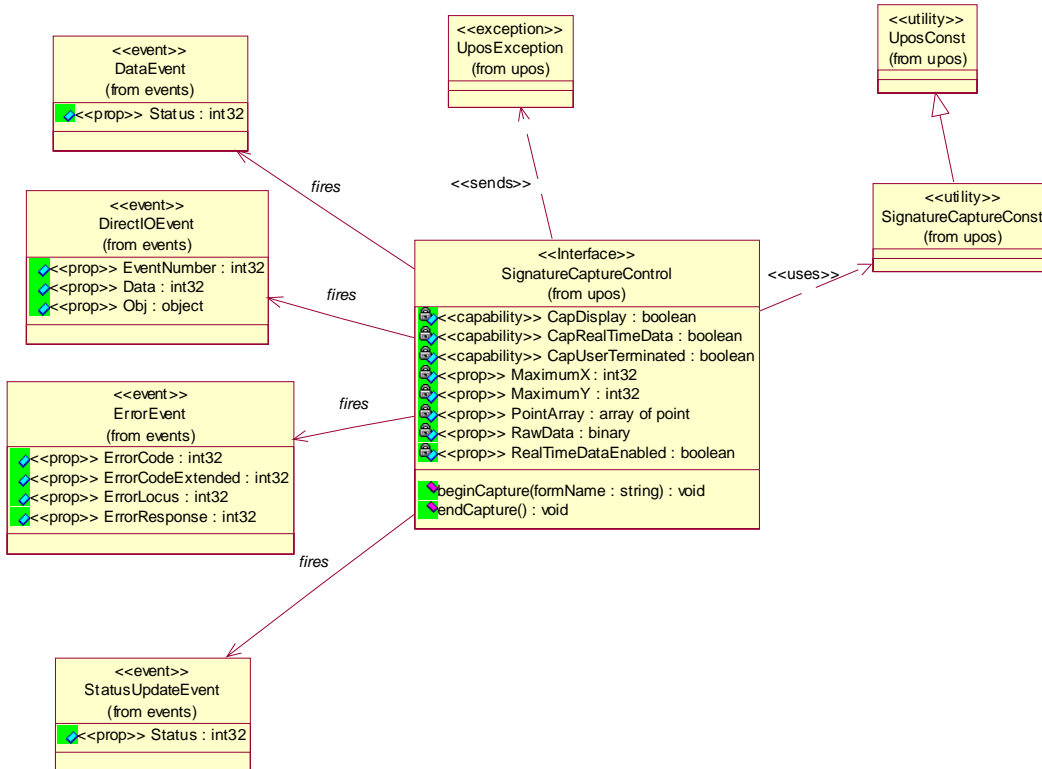 <<event>>
DataEvent
(from events)
<<prop>> Status : int32
<<exception>>
UposException
(from upos)
<<utility>>
UposConst
(from upos)
fires
<<sends>>
<<utility>>
SignatureCaptureConst
(from upos)
<<event>>
DirectIOEvent
(from events)
<<prop>> EventNumber : int32
<<prop>> Data : int32
<<prop>> Obj : object
fires
<<uses>>
<<Interface>>
SignatureCaptureControl
(from upos)
<<capability>> CapDisplay : boolean
<<capability>> CapRealTimeData : boolean
<<capability>> CapUserTerminated : boolean
<<prop>> MaximumX : int32
<<prop>> MaximumY : int32
<<prop>> PointArray : array of point
<<prop>> RawData : binary
<<prop>> RealTimeDataEnabled : boolean
beginCapture(formName : string) : void
endCapture() : void
<<event>>
ErrorEvent
(from events)
<<prop>> ErrorCode : int32
<<prop>> ErrorCodeExtended : int32
<<prop>> ErrorLocus : int32
<<prop>> ErrorResponse : int32
fires
fires
<<event>>
StatusUpdateEvent
(from events)
<<prop>> Status : int32